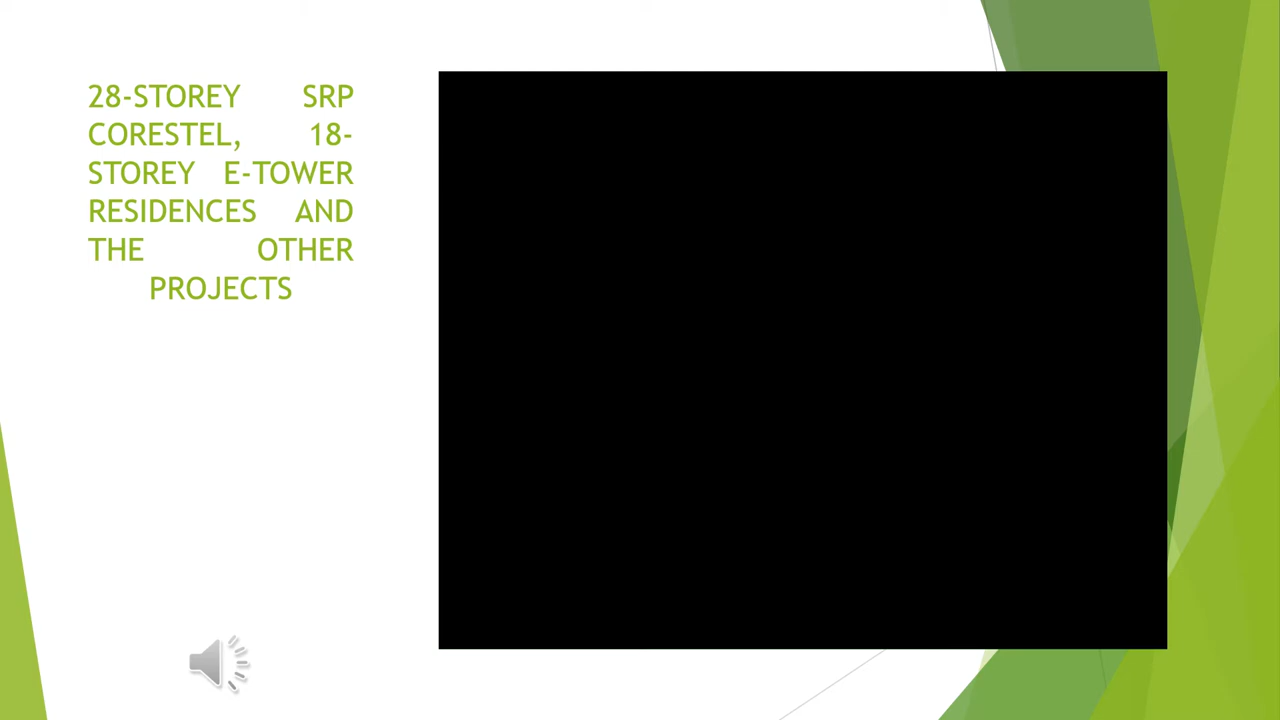 28-STOREY SRP
CORESTEL, 18-
STOREY E-TOWER
RESIDENCES AND
THE OTHER
PROJECTS